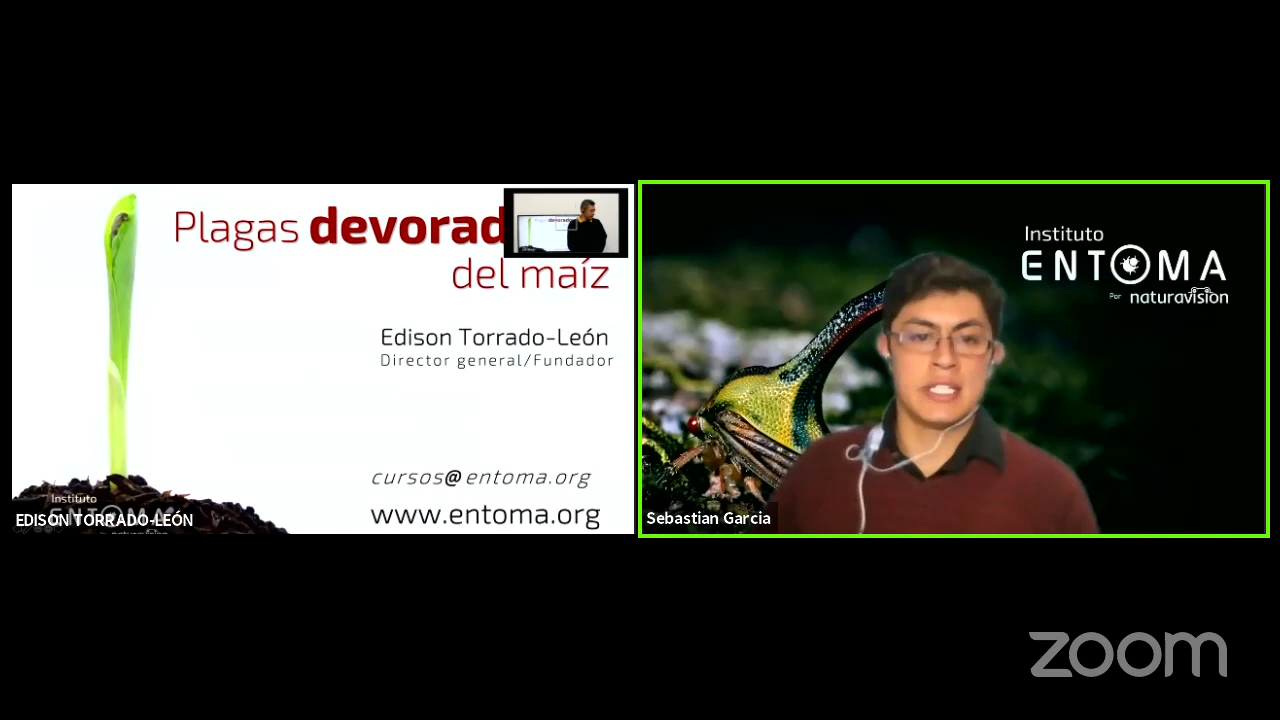 Plagas devorad
del maíz
Edison Torrado-León
Director general/Fundador
cursos@entoma.org
www.entoma.org
Instituto
EDISON TORRADO-LEÓN
naturavision
Instituto
ENTOMA
Por naturavision
Sebastian Garcia
zoom